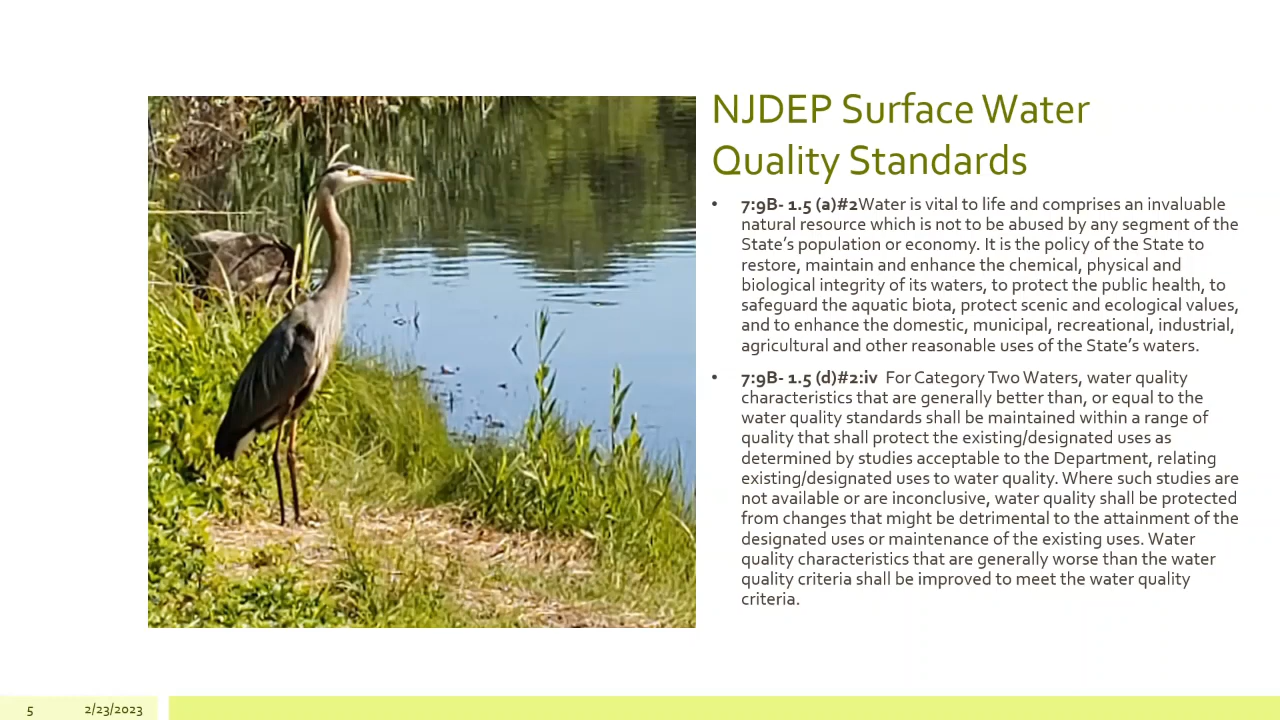 NJDEP Surface Water
Quality Standards
• 7:9B- 1.5 (a)#2Water is vital to life and comprises an invaluable
natural resource which is not to be abused by any segment of the
State’s population or economy. It is the policy of the State to
restore, maintain and enhance the chemical, physical and
biological integrity of its waters, to protect the public health, to
safeguard the aquatic biota, protect scenic and ecological values,
and to enhance the domestic, municipal, recreational, industrial,
agricultural and other reasonable uses of the State’s waters.
• 7:9B- 1.5 (d)#2:iv  For Category Two Waters, water quality
characteristics that are generally better than, or equal to the
water quality standards shall be maintained within a range of
quality that shall protect the existing/designated uses as
determined by studies acceptable to the Department, relating
existing/designated uses to water quality. Where such studies are
not available or are inconclusive, water quality shall be protected
from changes that might be detrimental to the attainment of the
designated uses or maintenance of the existing uses. Water
quality characteristics that are generally worse than the water
quality criteria shall be improved to meet the water quality
criteria.
5 2/23/2023